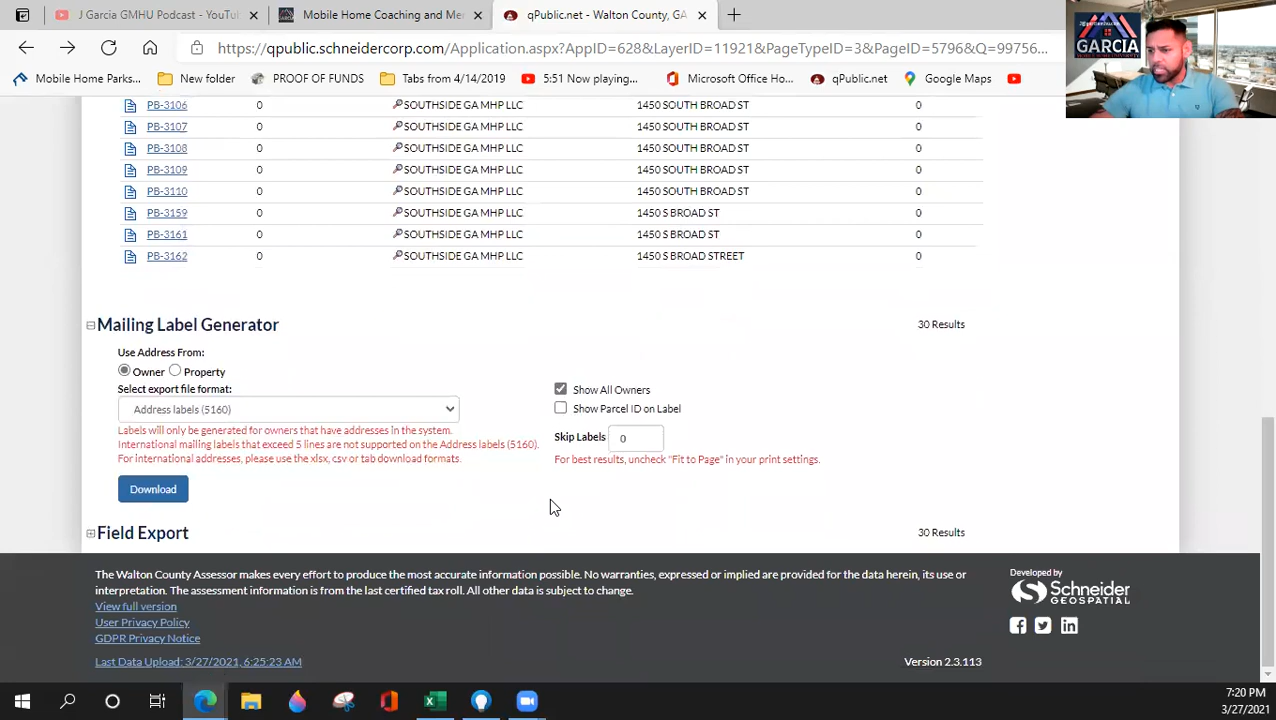 J Garcia GMHU Podcast - YouTu
Mobile Home Coaching and Me
qPublic.net - Walton County, GA
https://qpublic.schneidercorp.com/Application.aspx?AppID=628&LayerID=11921&PageTypeID=3&PageID=5796&Q=99756...
Mobile Home Parks...
New folder
PROOF OF FUNDS
Tabs from 4/14/2019
5:51 Now playing...
Microsoft Office Ho...
qPublic.net
Google Maps
GARCIA
PB-3106 0 SOUTHSIDE GA MHP LLC 1450 SOUTH BROAD ST 0
PB-3107 0 SOUTHSIDE GA MHP LLC 1450 SOUTH BROAD ST 0
PB-3108 0 SOUTHSIDE GA MHP LLC 1450 SOUTH BROAD ST 0
PB-3109 0 SOUTHSIDE GA MHP LLC 1450 SOUTH BROAD ST 0
PB-3110 0 SOUTHSIDE GA MHP LLC 1450 SOUTH BROAD ST 0
PB-3159 0 SOUTHSIDE GA MHP LLC 1450 S BROAD ST 0
PB-3161 0 SOUTHSIDE GA MHP LLC 1450 S BROAD ST 0
PB-3162 0 SOUTHSIDE GA MHP LLC 1450 S BROAD STREET 0
Mailing Label Generator 30 Results
Use Address From:
Owner Property
Select export file format:
Address labels (5160)
Labels will only be generated for owners that have addresses in the system.
International mailing labels that exceed 5 lines are not supported on the Address labels (5160).
For international addresses, please use the xlsx, csv or tab download formats.
Show All Owners
Show Parcel ID on Label
Skip Labels 0
For best results, uncheck "Fit to Page" in your print settings.
Download
Field Export 30 Results
The Walton County Assessor makes every effort to produce the most accurate information possible. No warranties, expressed or implied are provided for the data herein, its use or
interpretation. The assessment information is from the last certified tax roll. All other data is subject to change.
View full version
User Privacy Policy
GDPR Privacy Notice
Last Data Upload: 3/27/2021, 6:25:23 AM
Developed by
Schneider
GEOSPATIAL
Version 2.3.113
7:20 PM
3/27/2021